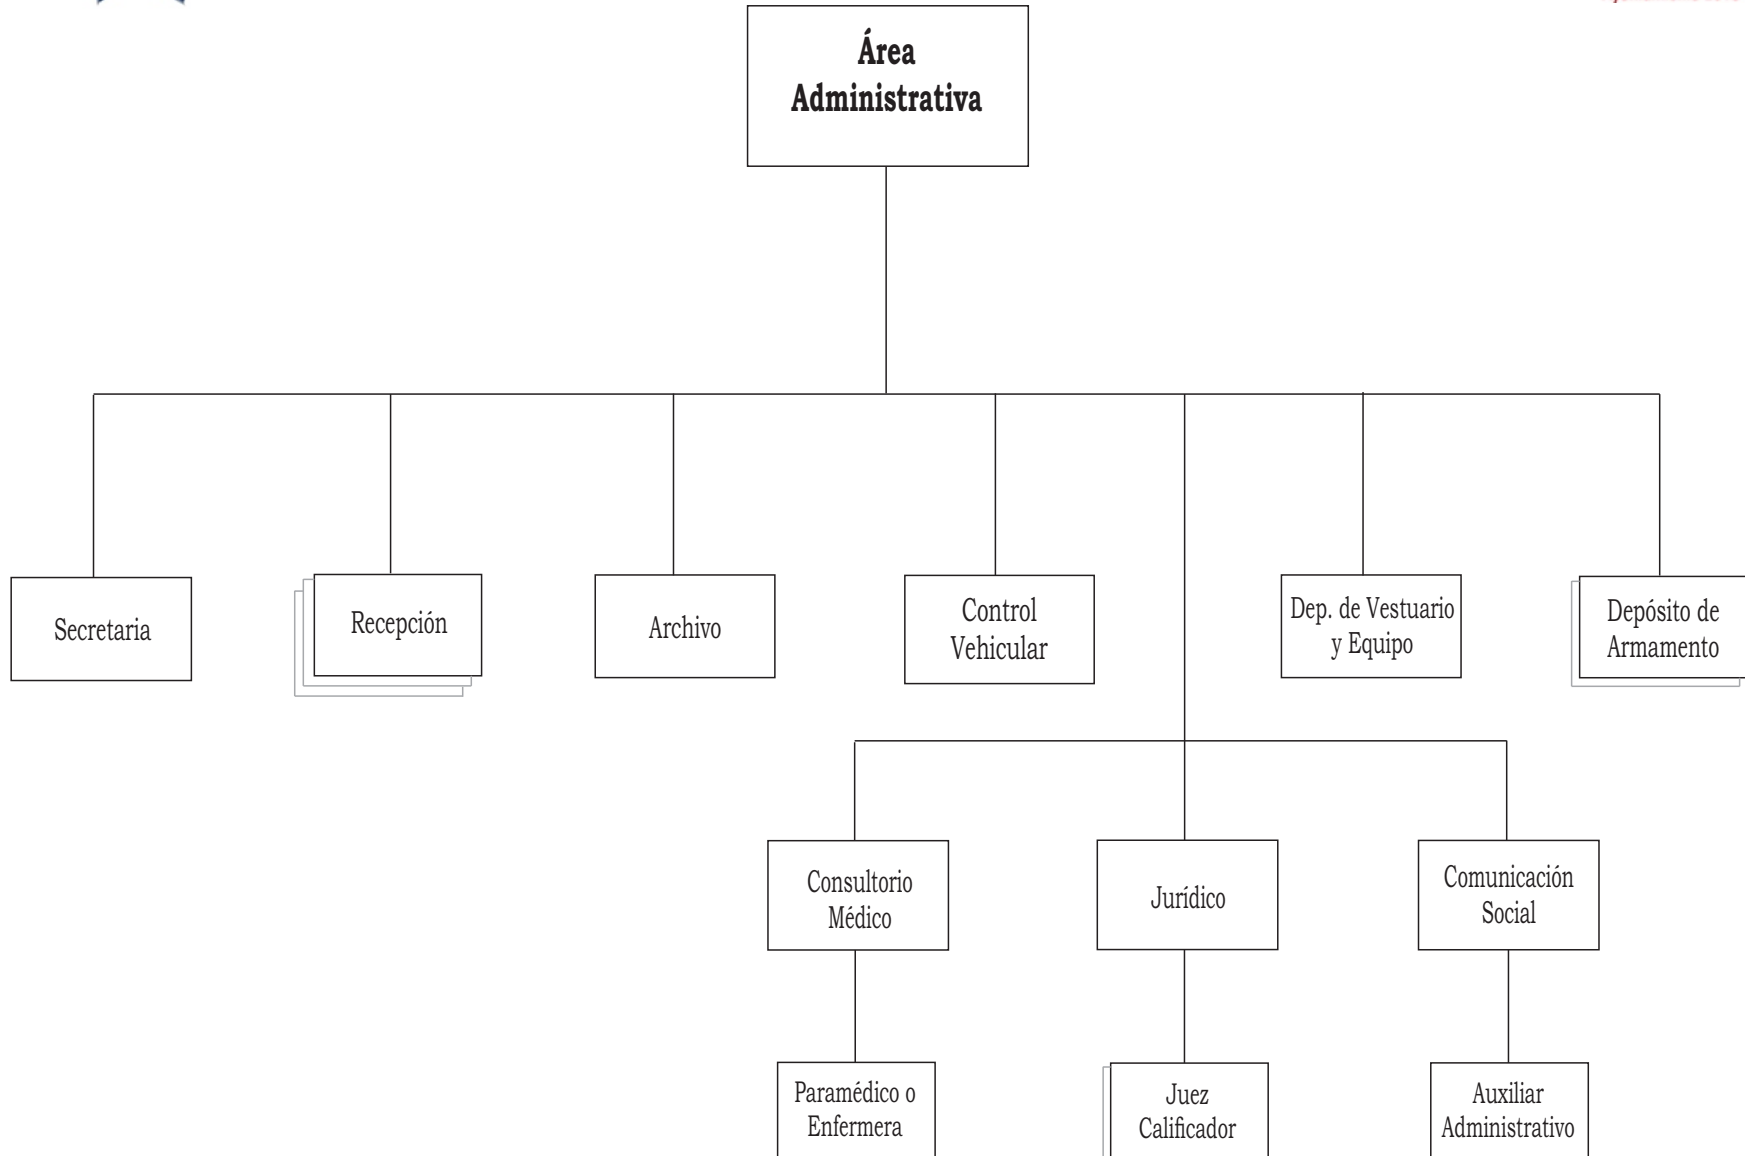 Área
Administrativa
Secretaria
Recepción
Archivo
Control
Vehicular
Dep. de Vestuario
y Equipo
Depósito de
Armamento
Consultorio
Médico
Jurídico
Comunicación
Social
Paramédico o
Enfermera
Juez
Calificador
Auxiliar
Administrativo